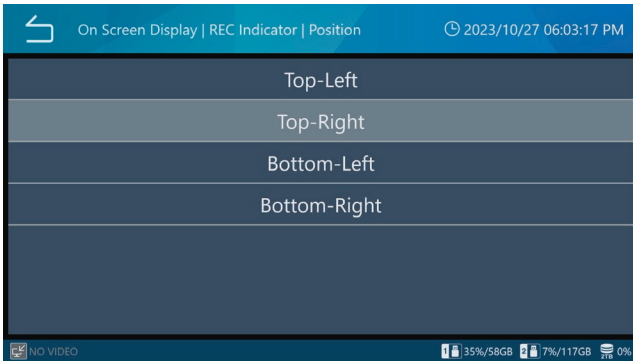 On Screen Display | REC Indicator | Position 2023/10/27 06:03:17 PM
Top-Left
Top-Right
Bottom-Left
Bottom-Right
NO VIDEO 1 35%/58GB 2 7%/117GB 2TB 0%